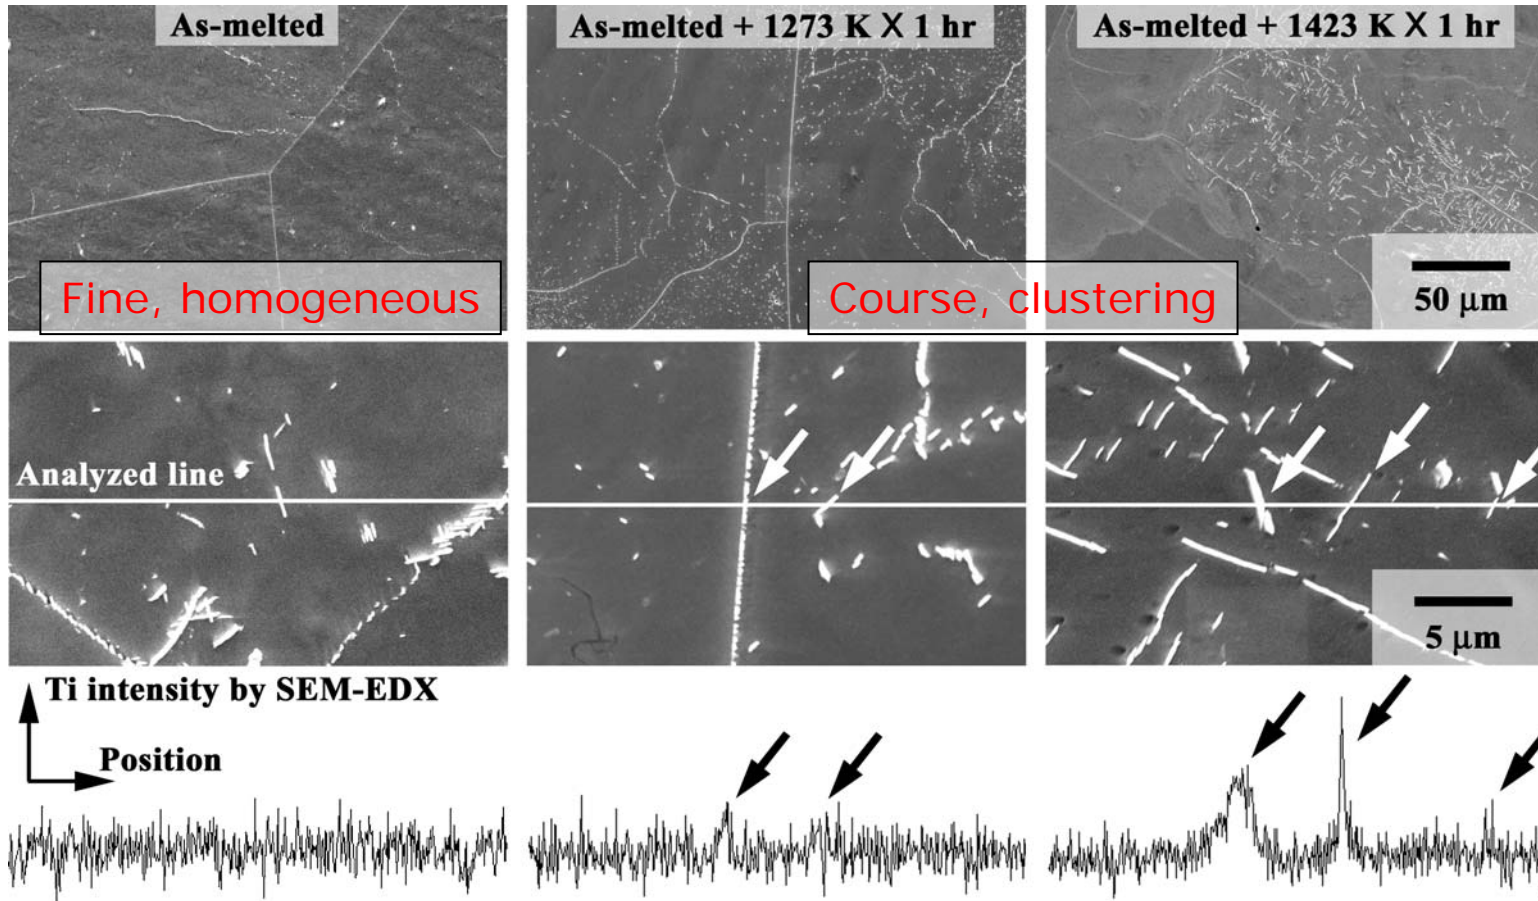 As-melted
As-melted + 1273 K X 1 hr
As-melted + 1423 K X 1 hr
Fine, homogeneous
Course, clustering
50 μm
Analyzed line
5 μm
Ti intensity by SEM-EDX
Position